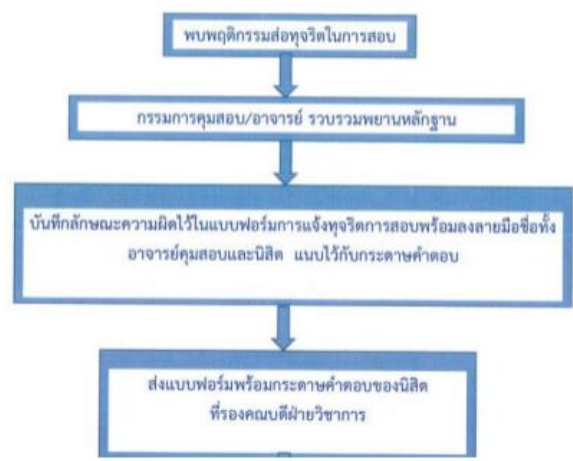 พบพฤติกรรมส่อทุจริตในการสอบ
กรรมการคุมสอบ/อาจารย์ รวบรวมพยานหลักฐาน
บันทึกลักษณะความผิดไว้ในแบบฟอร์มการแจ้งทุจริตการสอบพร้อมลงลายมือชื่อทั้ง
อาจารย์คุมสอบและนิสิต แนบไว้กับกระดาษคำตอบ
ส่งแบบฟอร์มพร้อมกระดาษคำตอบของนิสิต
ที่รองคณบดีฝ่ายวิชาการ